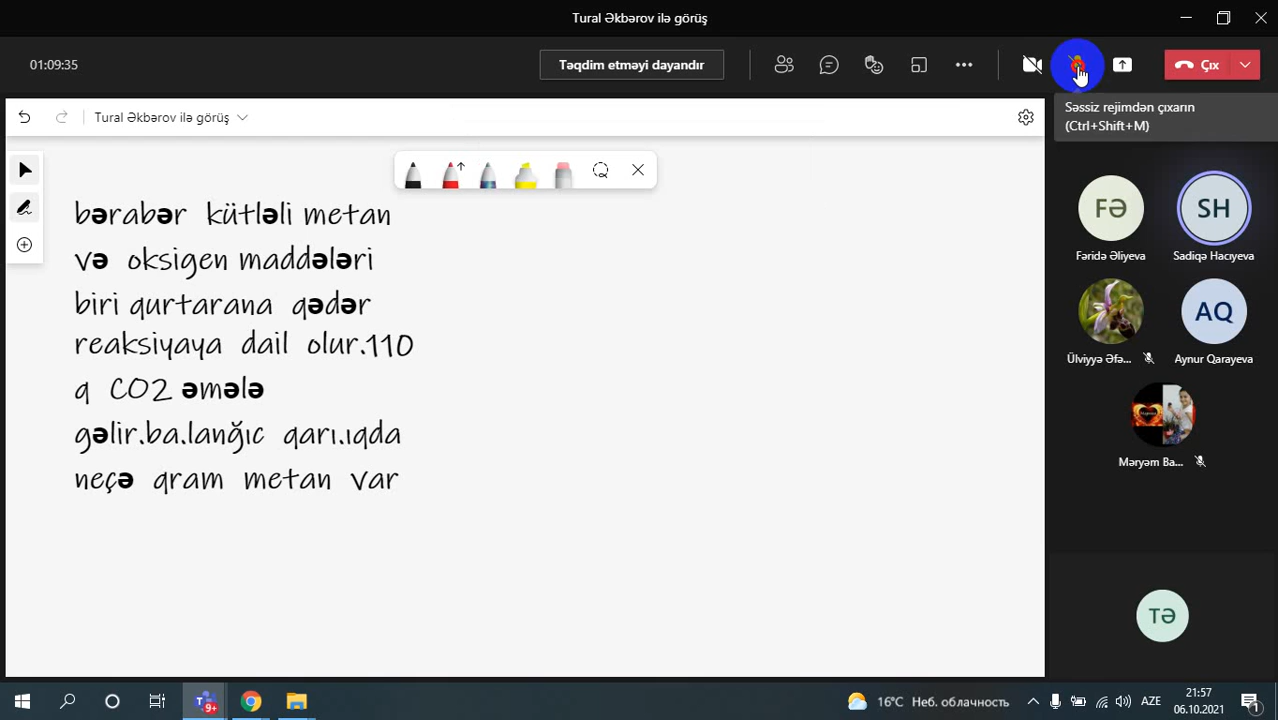 Tural Əkbərov ilə görüş
01:09:35
Təqdim etməyi dayandır
Çıx
Tural Əkbərov ilə görüş
Səssiz rejimdən çıxarın
(Ctrl+Shift+M)
bərabər kütləli metan
və oksigen maddələri
biri qurtarana qədər
reaksiyaya dail olur.110
q CO2 əmələ
gəlir.ba.lanğıc qarı.ıqda
neçə qram metan var
FƏ
SH
Fəridə Əliyeva
Sadiqə Hacıyeva
AQ
Ülviyyə Əfə...
Aynur Qarayeva
Məryəm Ba...
TƏ
9+
16°C Неб. облачность
AZE
21:57
06.10.2021
1